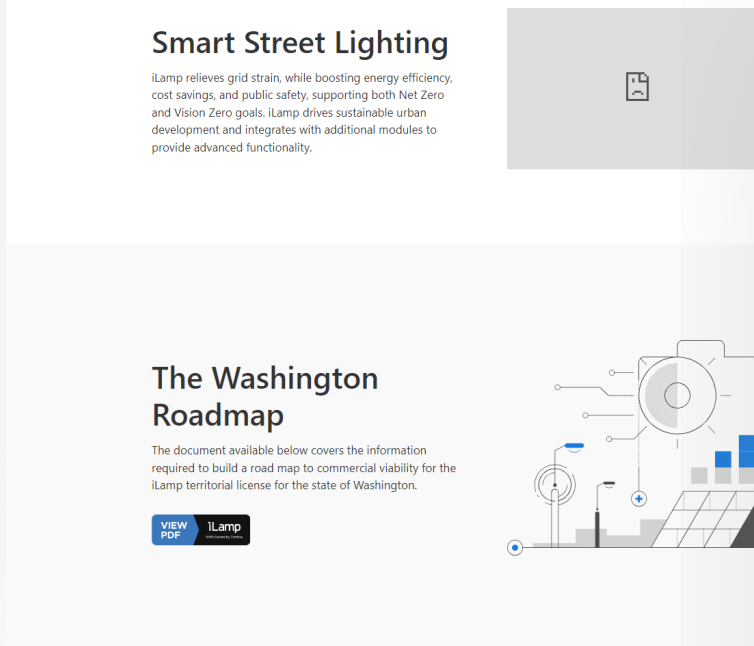 Smart Street Lighting
iLamp relieves grid strain, while boosting energy efficiency,
cost savings, and public safety, supporting both Net Zero
and Vision Zero goals. iLamp drives sustainable urban
development and integrates with additional modules to
provide advanced functionality.
The Washington
Roadmap
The document available below covers the information
required to build a road map to commercial viability for the
iLamp territorial license for the state of Washington.
VIEW
PDF
iLamp